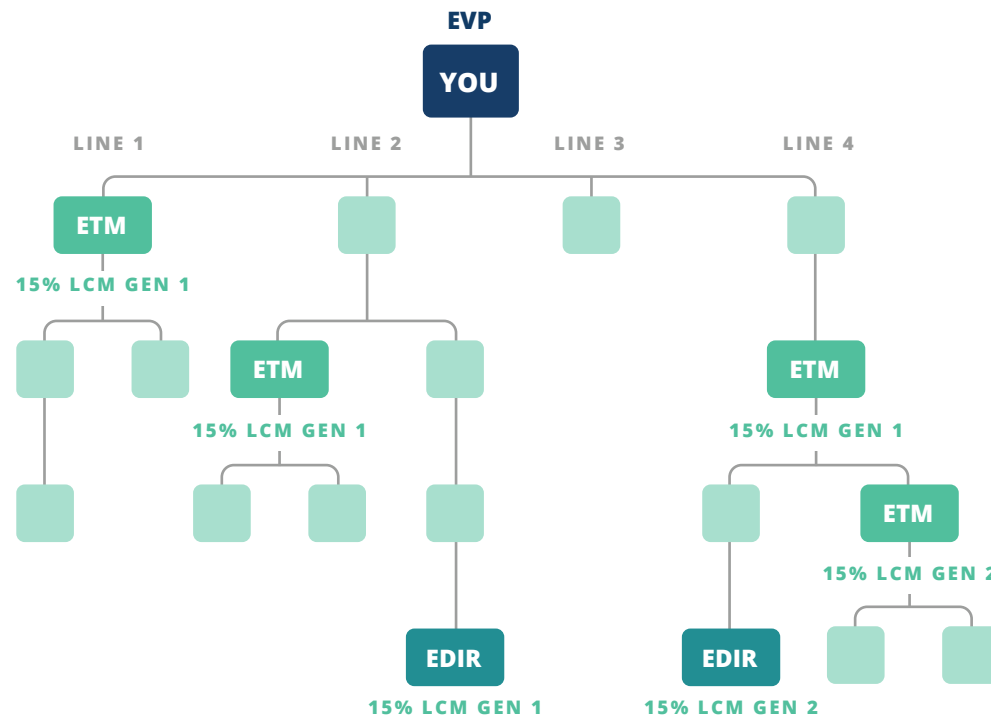 EVP
YOU
LINE 1
LINE 2
LINE 3
LINE 4
ETM
15% LCM GEN 1
ETM
ETM
15% LCM GEN 1
15% LCM GEN 1
ETM
15% LCM GEN 2
EDIR
EDIR
15% LCM GEN 1
15% LCM GEN 2